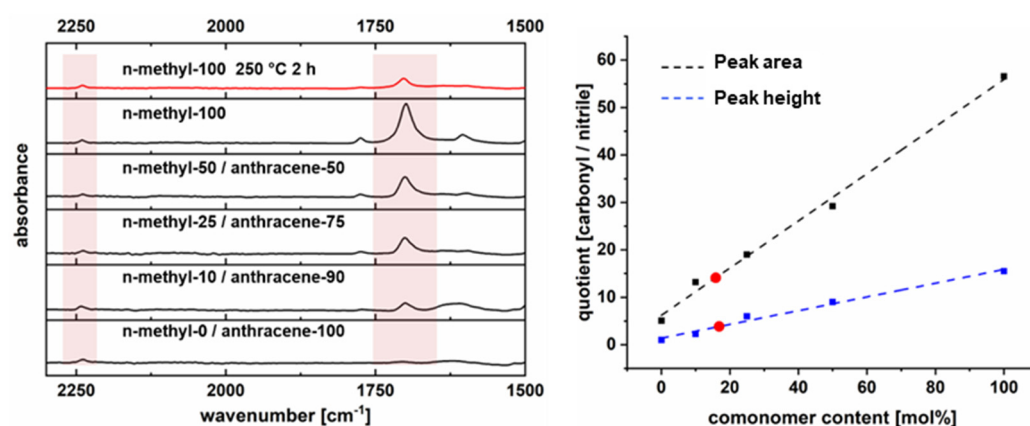 2250 2000 1750 1500
n-methyl-100 250 °C 2 h
n-methyl-100
n-methyl-50 / anthracene-50
n-methyl-25 / anthracene-75
n-methyl-10 / anthracene-90
n-methyl-0 / anthracene-100
absorbance
2250 2000 1750 1500
wavenumber [cm⁻¹]
Peak area
Peak height
quotient [carbonyl / nitrile]
60
50
40
30
20
10
0
0 20 40 60 80 100
comonomer content [mol%]